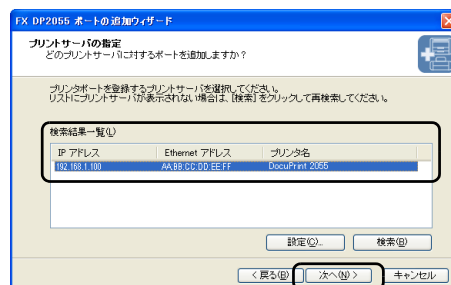 FX DP2055 ポートの追加ウィザード
プリントサーバの指定
どのプリントサーバに対するポートを追加しますか?
プリンタポートを登録するプリントサーバを選択してください。
リストにプリントサーバが表示されない場合は、[検索]をクリックして再検索してください。
検索結果一覧(L)
IP アドレス Ethernet アドレス プリンタ名
192.168.1.100 AA:BB:CC:DD:EE:FF DocuPrint 2055
設定(C)... 検索(R)
< 戻る(B) 次へ(N) > キャンセル